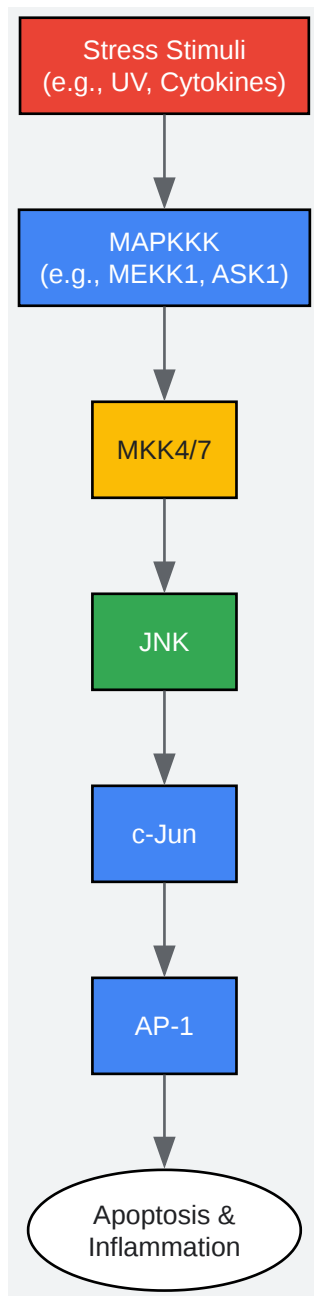 Stress Stimuli
(e.g., UV, Cytokines)
MAPKKK
(e.g., MEKK1, ASK1)
MKK4/7
JNK
c-Jun
AP-1
Apoptosis &
Inflammation